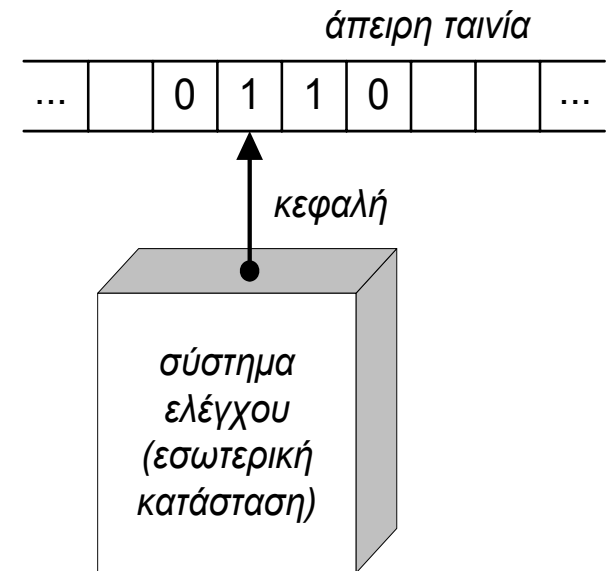 άπειρη ταινία
... 0 1 1 0 ...
κεφαλή
σύστημα
ελέγχου
(εσωτερική
κατάσταση)